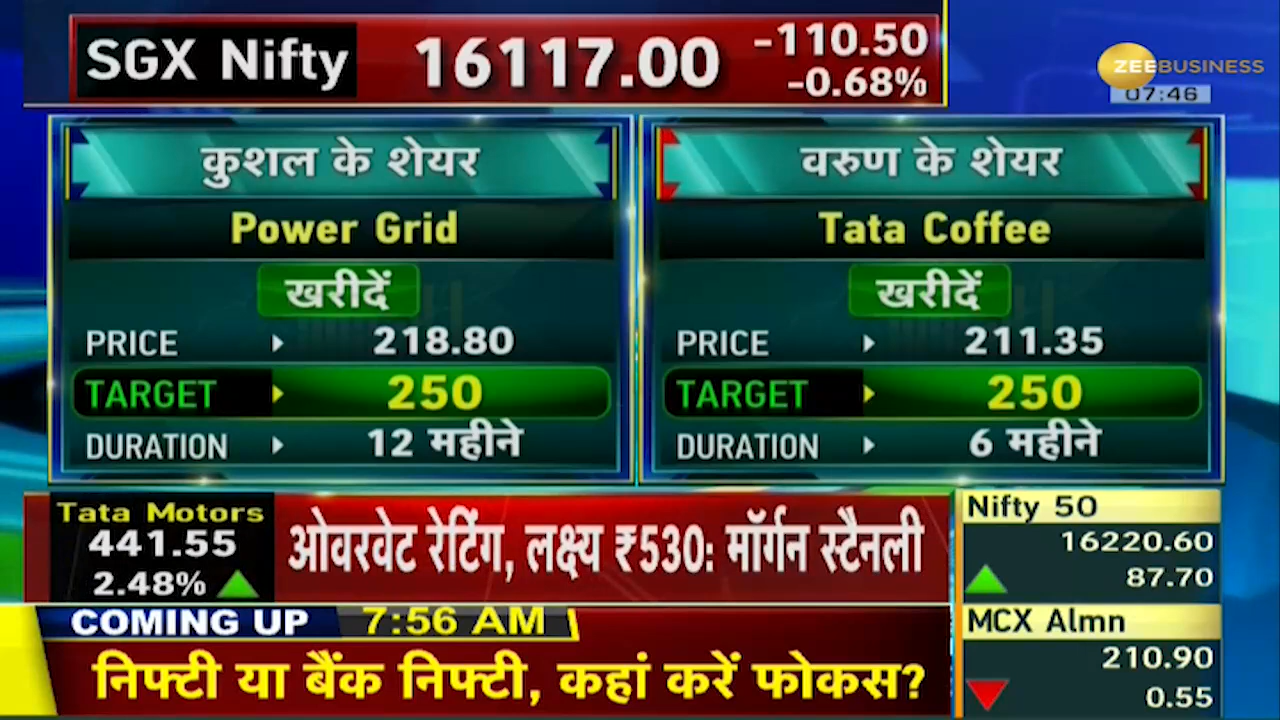 SGX Nifty 16117.00 -110.50
-0.68%
ZEEBUSINESS
07:46
कुशल के शेयर
Power Grid
खरीदें
PRICE 218.80
TARGET 250
DURATION 12 महीने
वरुण के शेयर
Tata Coffee
खरीदें
PRICE 211.35
TARGET 250
DURATION 6 महीने
Tata Motors
441.55
2.48%
ओवरवेट रेटिंग, लक्ष्य ₹530: मॉर्गन स्टैनली
Nifty 50
16220.60
87.70
COMING UP 7:56 AM
निफ्टी या बैंक निफ्टी, कहां करें फोकस?
MCX Almn
210.90
0.55